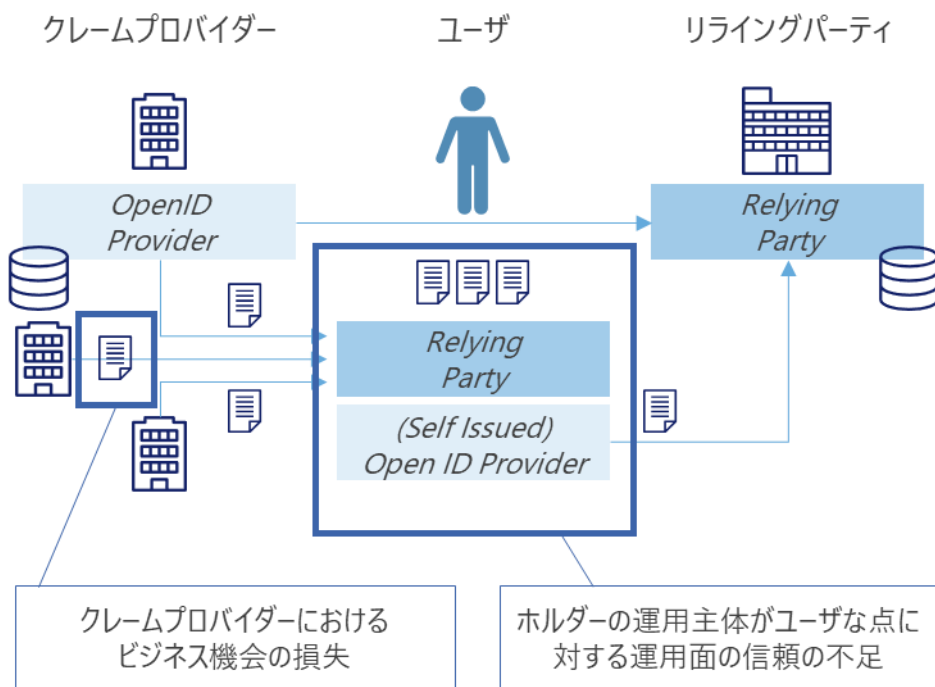 クレームプロバイダー
ユーザ
リライングパーティ
OpenID
Provider
Relying
Party
Relying
Party
(Self Issued)
Open ID Provider
クレームプロバイダーにおける
ビジネス機会の損失
ホルダーの運用主体がユーザな点に
対する運用面の信頼の不足